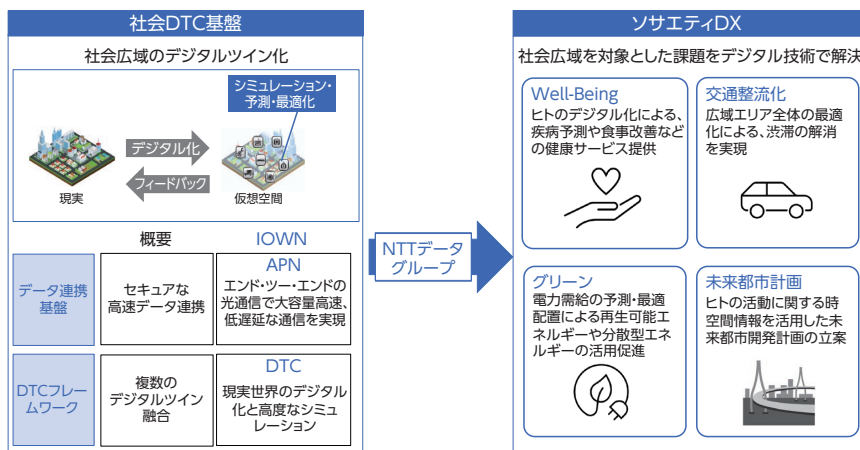 社会DTC基盤
社会広域のデジタルツイン化
シミュレーション・
予測・最適化
デジタル化
フィードバック
現実
仮想空間
概要
IOWN
データ連携
基盤
セキュアな
高速データ連携
APN
エンド・ツー・エンドの
光通信で大容量高速、
低遅延な通信を実現
DTCフレー
ムワーク
複数の
デジタルツイン
融合
DTC
現実世界のデジタル
化と高度なシミュ
レーション
NTTデータ
グループ
ソサエティDX
社会広域を対象とした課題をデジタル技術で解決
Well-Being
ヒトのデジタル化による、
疾病予測や食事改善など
の健康サービス提供
交通整流化
広域エリア全体の最適
化による、渋滞の解消
を実現
グリーン
電力需給の予測・最適
配置による再生可能エ
ネルギーや分散型エネ
ルギーの活用促進
未来都市計画
ヒトの活動に関する時
空間情報を活用した未
来都市開発計画の立案